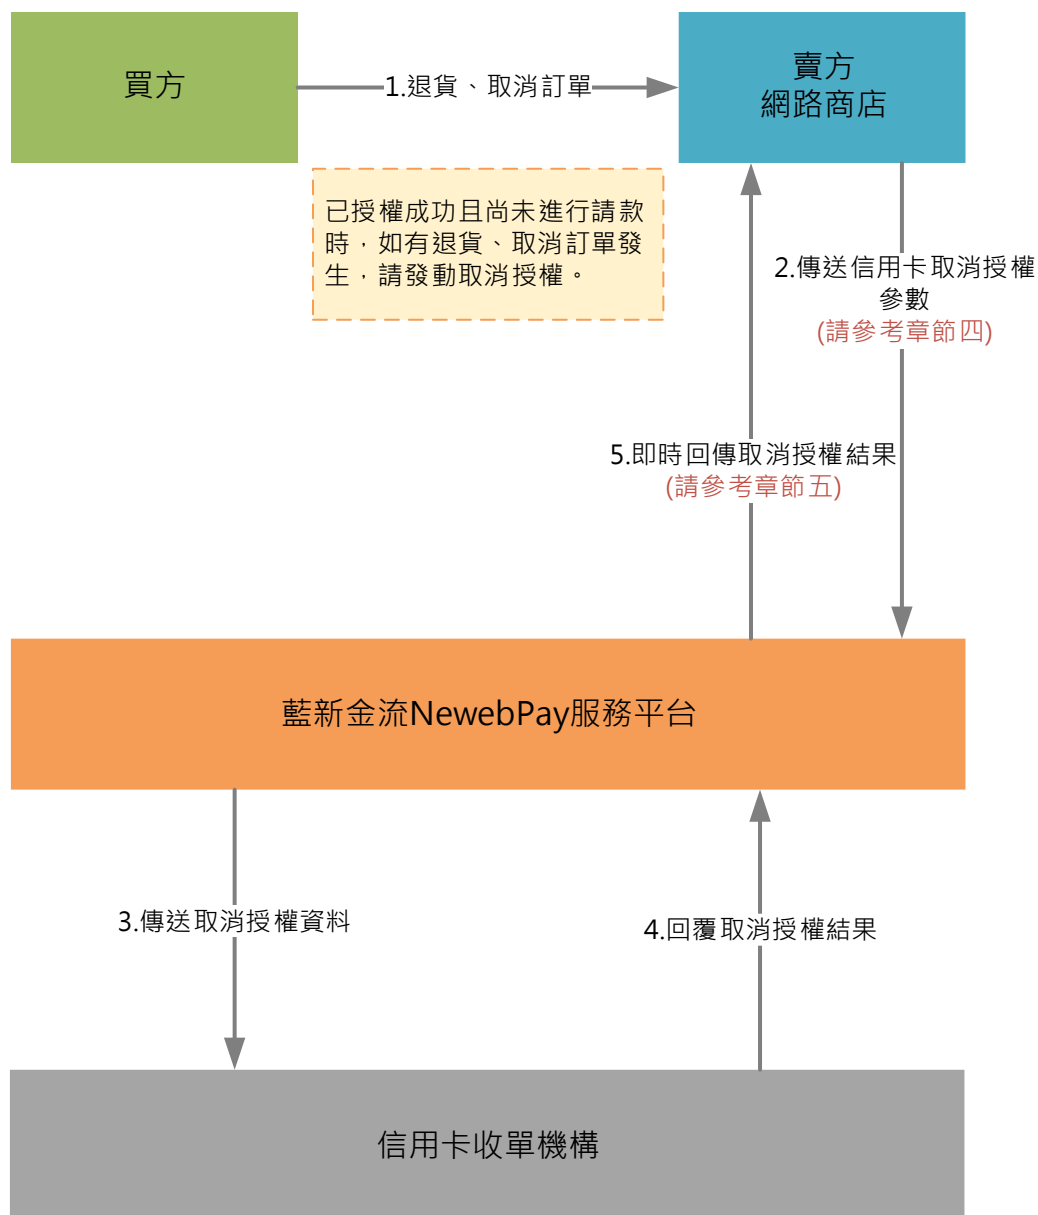 買方
1.退貨、取消訂單
賣方
網路商店
已授權成功且尚未進行請款
時，如有退貨、取消訂單發
生，請發動取消授權。
2.傳送信用卡取消授權
參數
(請參考章節四)
5.即時回傳取消授權結果
(請參考章節五)
藍新金流NewebPay服務平台
3.傳送取消授權資料
4.回覆取消授權結果
信用卡收單機構